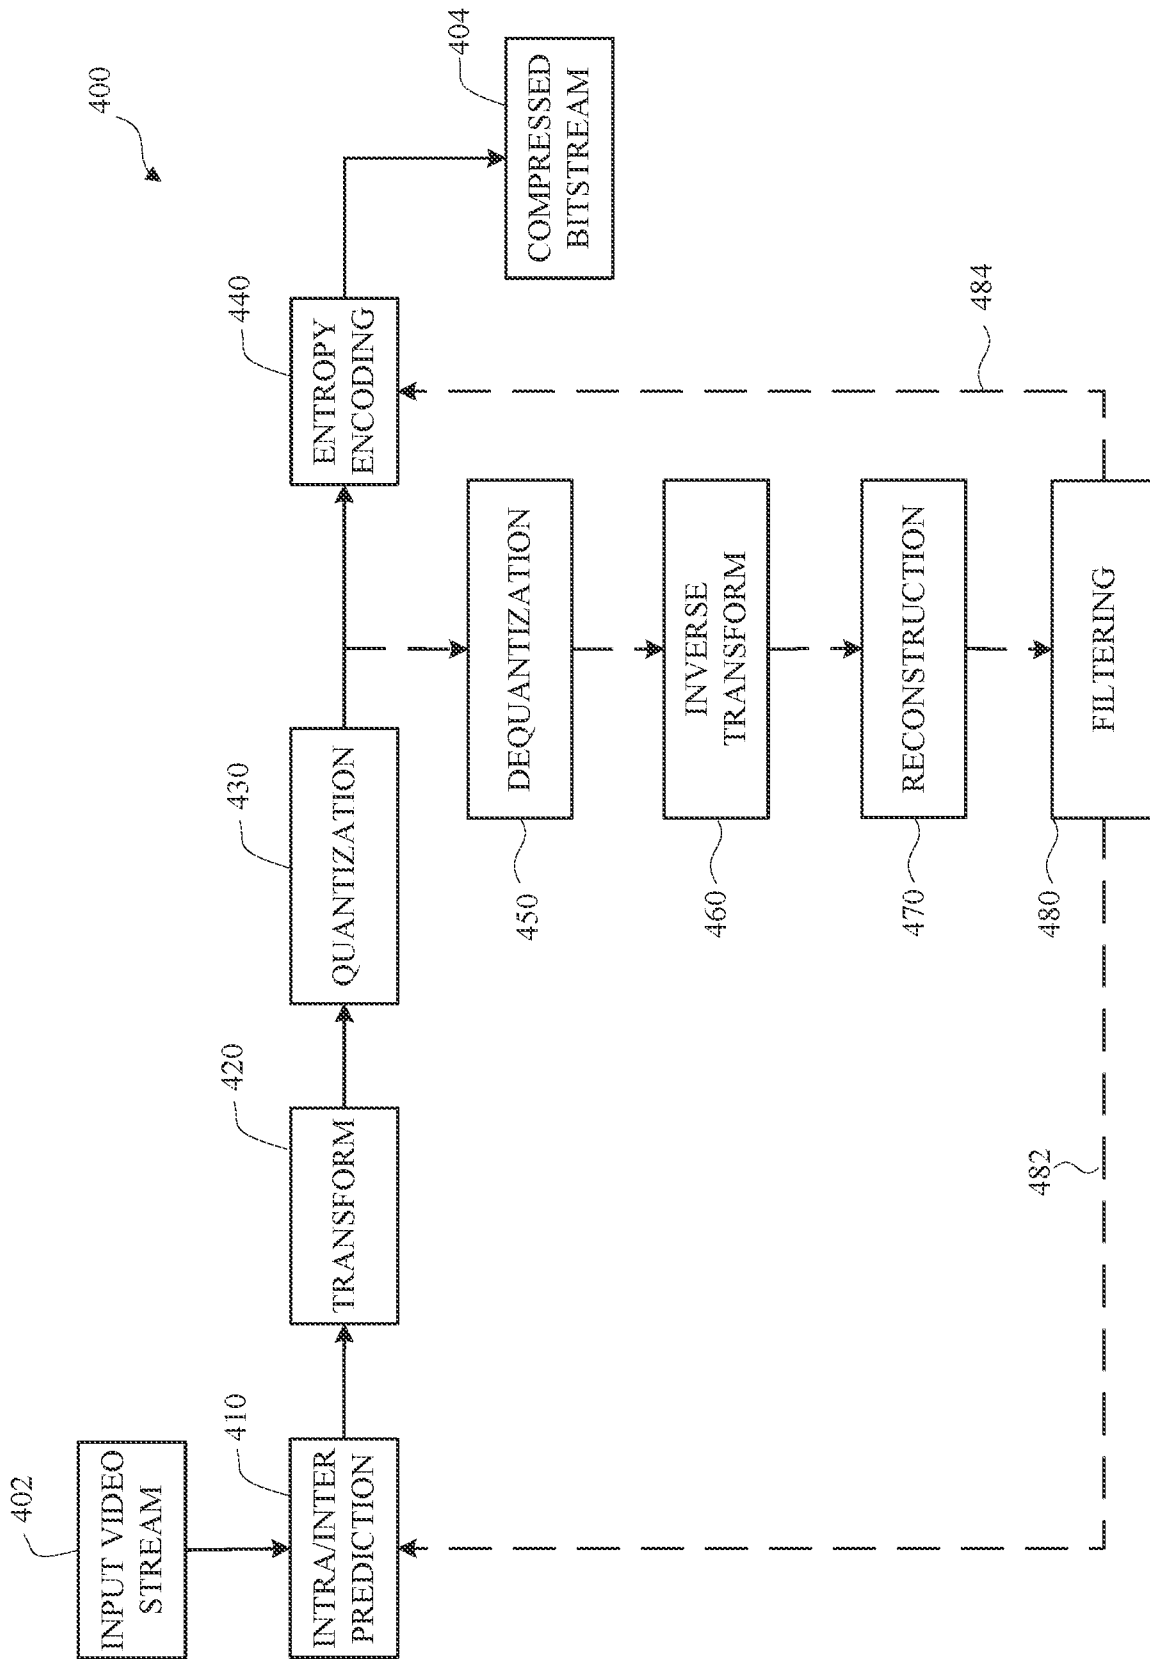 400
402
INPUT VIDEO
STREAM
410
INTRA/INTER
PREDICTION
420
TRANSFORM
430
QUANTIZATION
440
ENTROPY
ENCODING
404
COMPRESSED
BITSTREAM
450
DEQUANTIZATION
460
INVERSE
TRANSFORM
470
RECONSTRUCTION
480
FILTERING
482
484